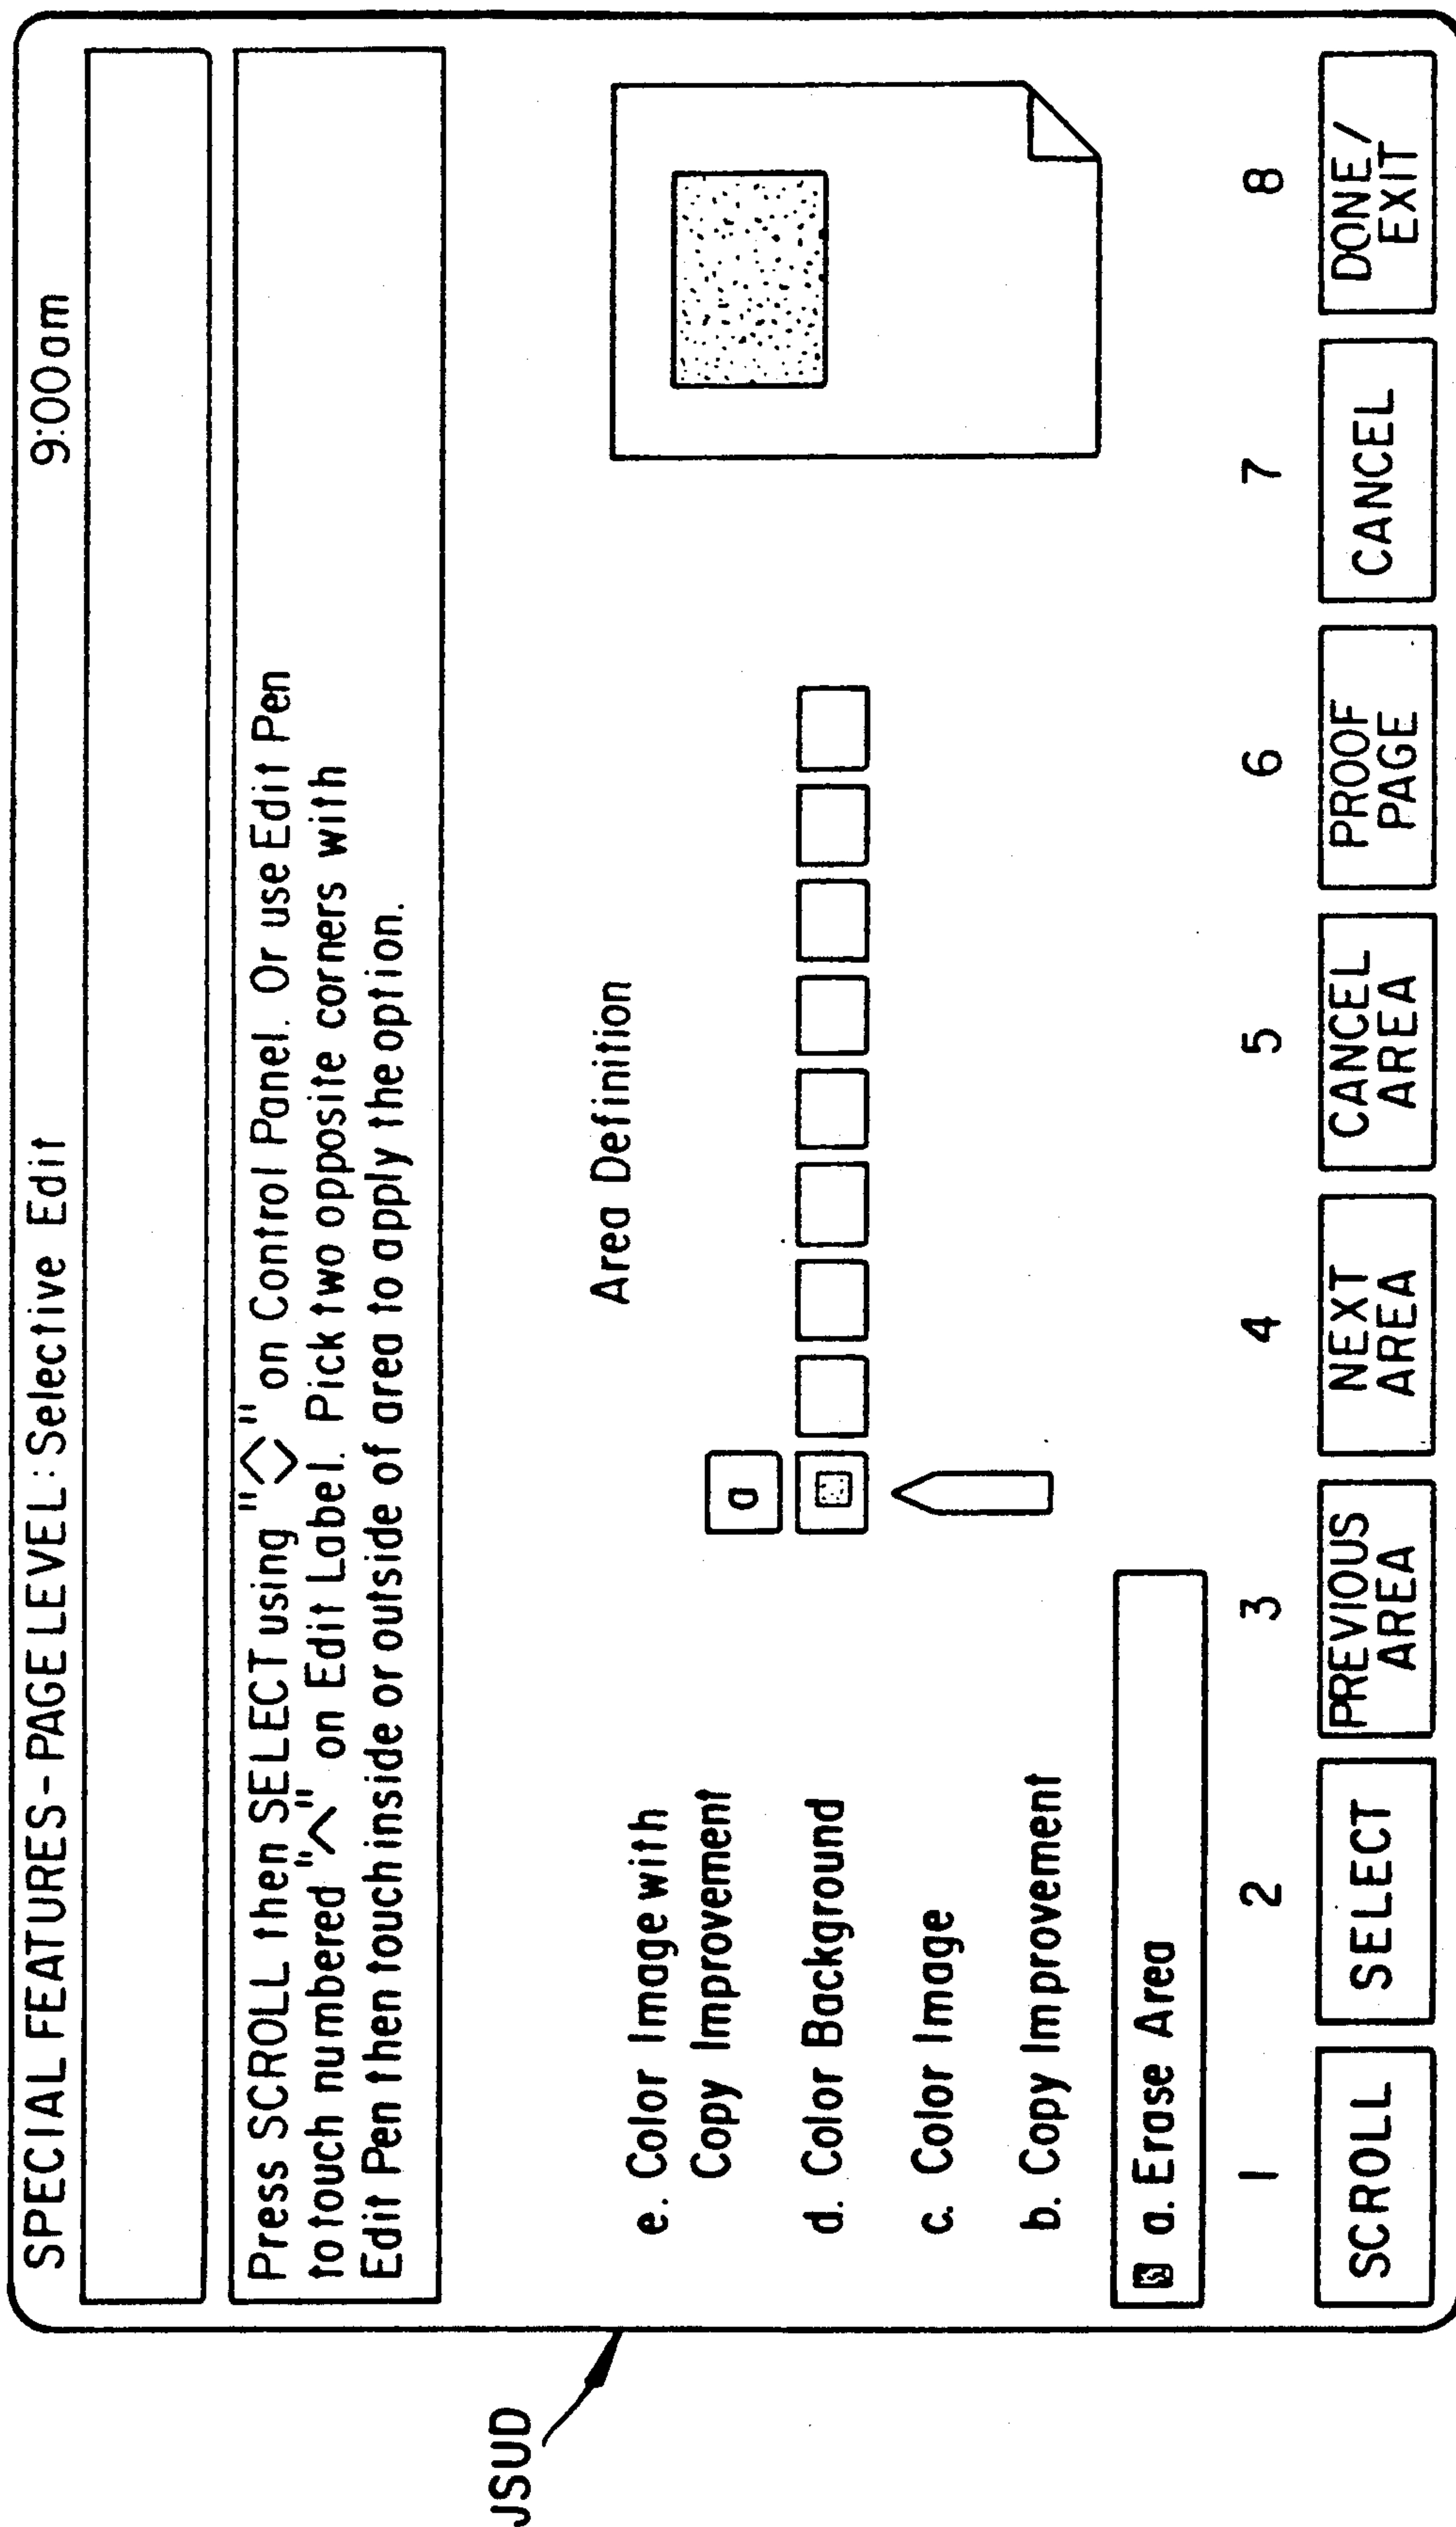 SPECIAL FEATURES-PAGE LEVEL: Selective Edit 9:00am
Press SCROLL then SELECT using "◇" on Control Panel. Or use Edit Pen
to touch numbered "^" on Edit Label. Pick two opposite corners with
Edit Pen then touch inside or outside of area to apply the option.
Area Definition
e. Color Image with
Copy Improvement
a
d. Color Background
c. Color Image
b. Copy Improvement
a. Erase Area
1 2 3 4 5 6 7 8
SCROLL
SELECT
PREVIOUS
AREA
NEXT
AREA
CANCEL
AREA
PROOF
PAGE
CANCEL
DONE/
EXIT
JSUD